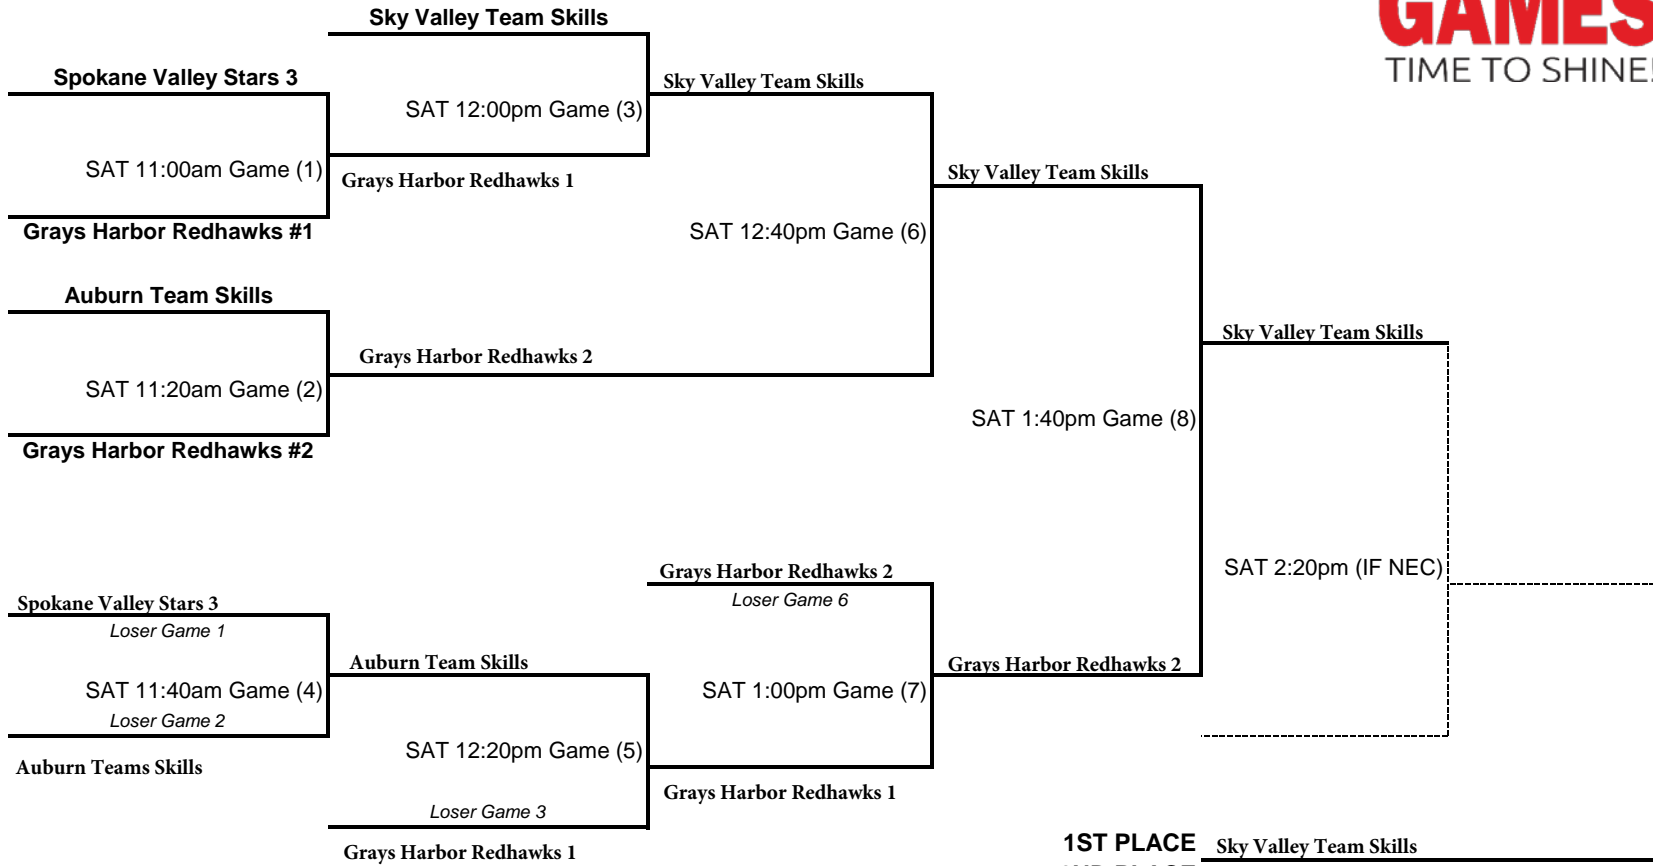 GAMES
TIME TO SHINE!
Sky Valley Team Skills
Spokane Valley Stars 3
Sky Valley Team Skills
SAT 12:00pm Game (3)
SAT 11:00am Game (1)
Grays Harbor Redhawks 1
Sky Valley Team Skills
Grays Harbor Redhawks #1
SAT 12:40pm Game (6)
Auburn Team Skills
Sky Valley Team Skills
Grays Harbor Redhawks 2
SAT 11:20am Game (2)
SAT 1:40pm Game (8)
Grays Harbor Redhawks #2
SAT 2:20pm (IF NEC)
Grays Harbor Redhawks 2
Loser Game 6
Spokane Valley Stars 3
Loser Game 1
Auburn Team Skills
Grays Harbor Redhawks 2
SAT 11:40am Game (4)
SAT 1:00pm Game (7)
Loser Game 2
SAT 12:20pm Game (5)
Auburn Teams Skills
Grays Harbor Redhawks 1
Loser Game 3
Grays Harbor Redhawks 1
1ST PLACE Sky Valley Team Skills